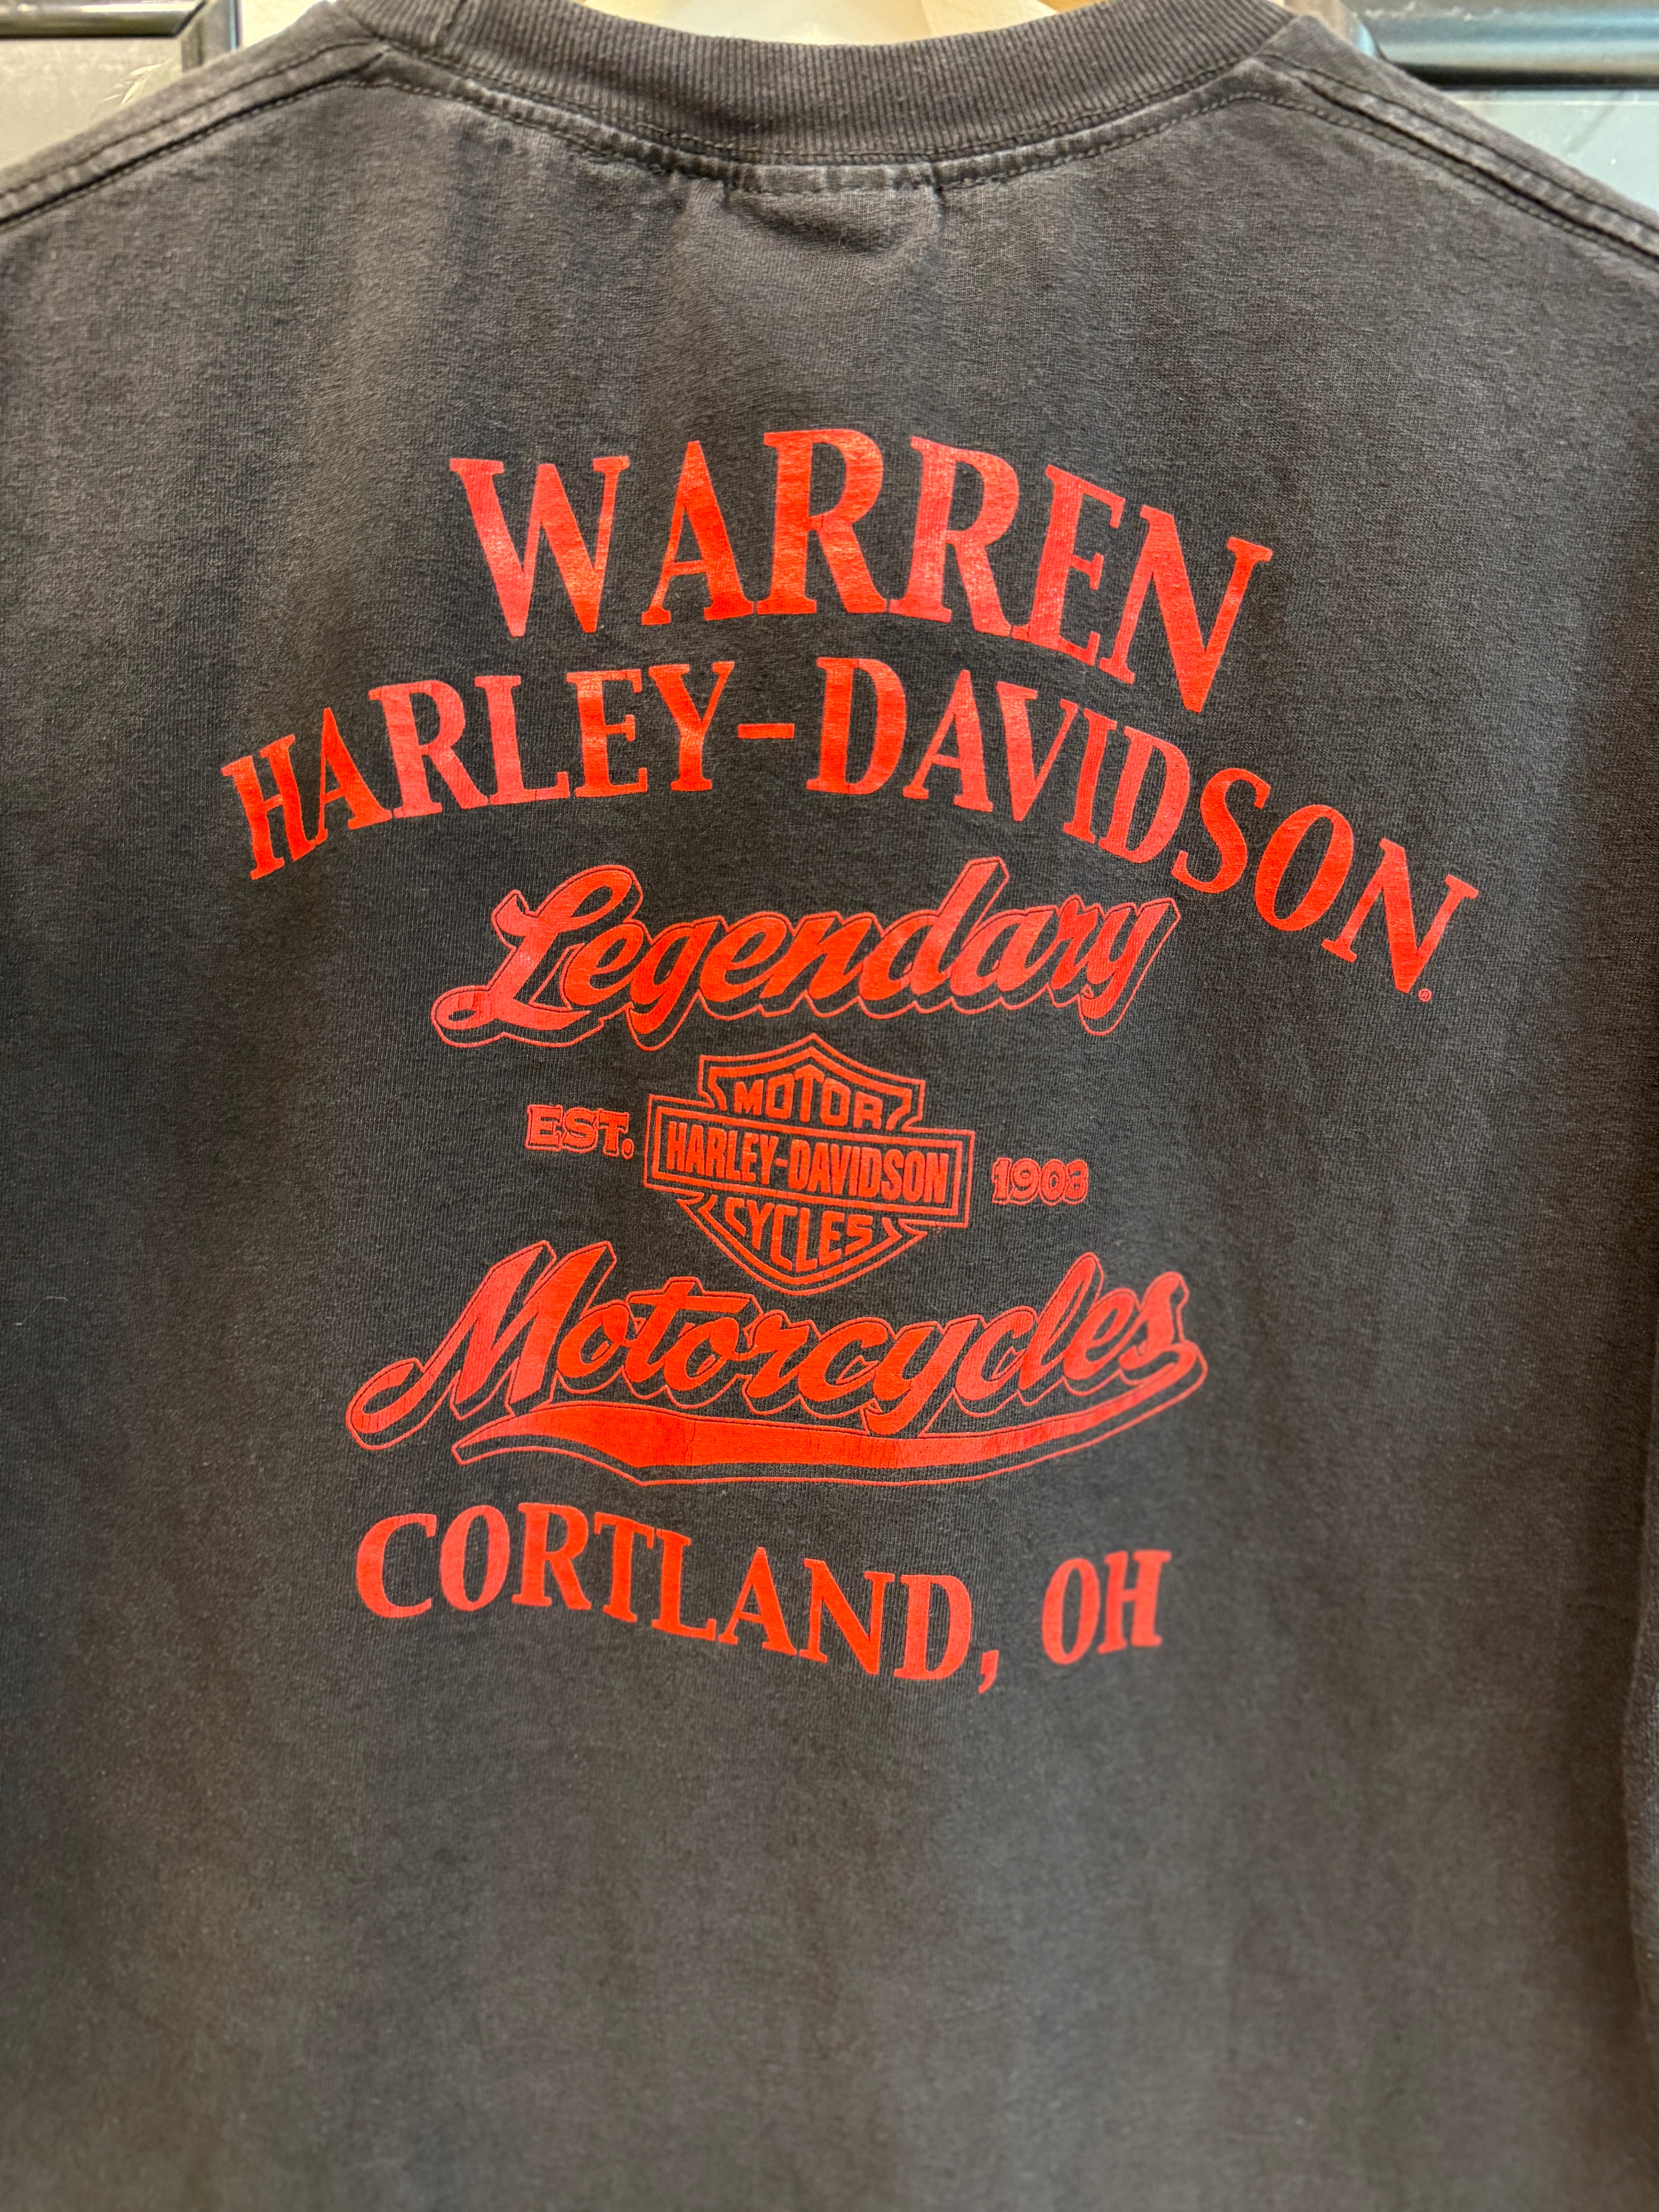 WARREN
HARLEY-DAVIDSON®
Legendary
EST. MOTOR HARLEY-DAVIDSON CYCLES 1903
Motorcycles
CORTLAND, OH